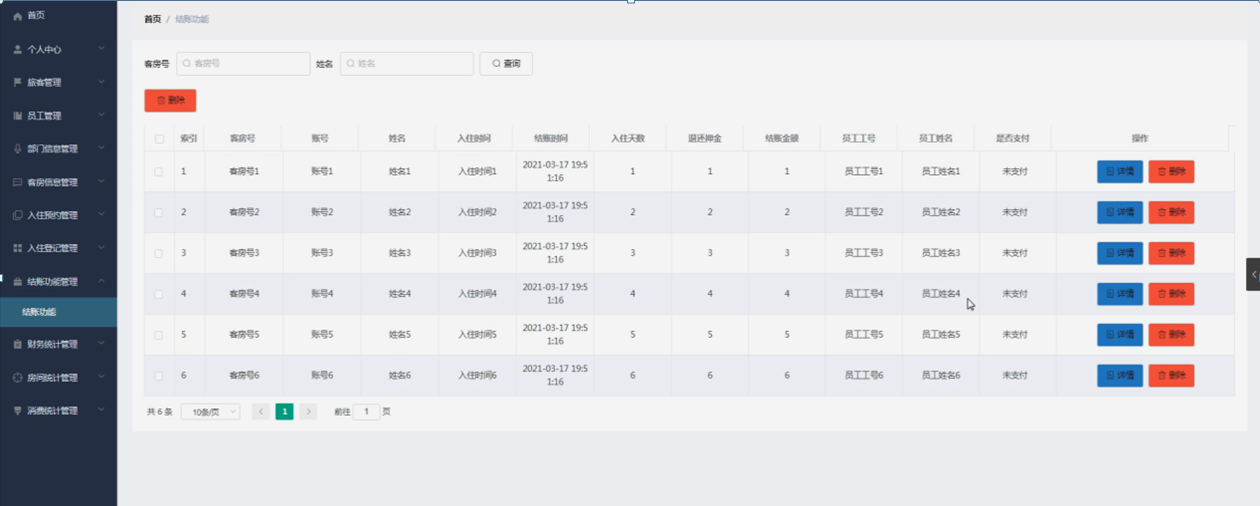 首页
个人中心
旅客管理
员工管理
部门信息管理
客房信息管理
入住预约管理
入住登记管理
结账功能管理
结账功能
财务统计管理
房间统计管理
消费统计管理
首页 / 结账功能
客房号 客房号 姓名 姓名 查询
删除
索引 客房号 账号 姓名 入住时间 结账时间 入住天数 退还押金 结账金额 员工工号 员工姓名 是否支付 操作
1 客房号1 账号1 姓名1 入住时间1 2021-03-17 19:5 1 1 1 员工工号1 员工姓名1 未支付 详情 删除
1:16
2 客房号2 账号2 姓名2 入住时间2 2021-03-17 19:5 2 2 2 员工工号2 员工姓名2 未支付 详情 删除
1:16
3 客房号3 账号3 姓名3 入住时间3 2021-03-17 19:5 3 3 3 员工工号3 员工姓名3 未支付 详情 删除
1:16
4 客房号4 账号4 姓名4 入住时间4 2021-03-17 19:5 4 4 4 员工工号4 员工姓名4 未支付 详情 删除
1:16
5 客房号5 账号5 姓名5 入住时间5 2021-03-17 19:5 5 5 5 员工工号5 员工姓名5 未支付 详情 删除
1:16
6 客房号6 账号6 姓名6 入住时间6 2021-03-17 19:5 6 6 6 员工工号6 员工姓名6 未支付 详情 删除
1:16
共 6 条 10条/页 1 前往 1 页